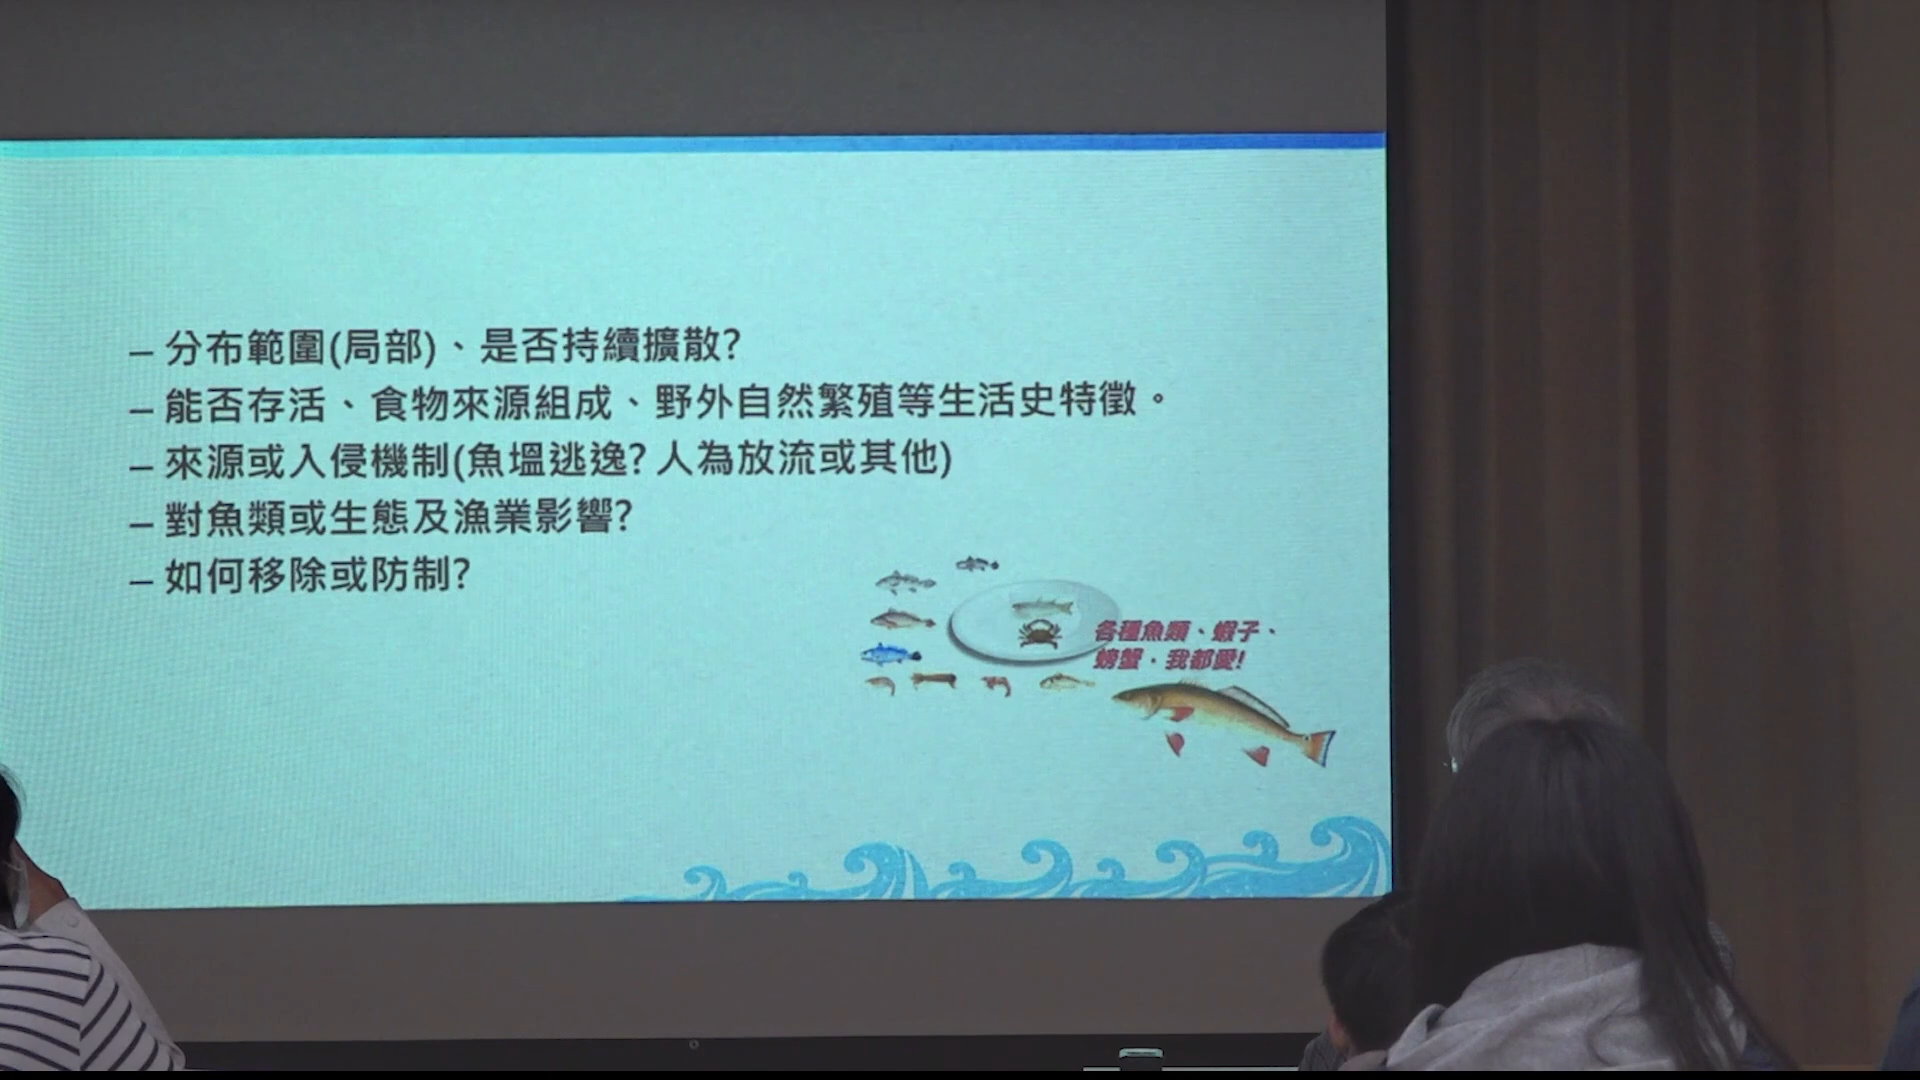 – 分布範圍(局部)、是否持續擴散?
– 能否存活、食物來源組成、野外自然繁殖等生活史特徵。
– 來源或入侵機制(魚塭逃逸? 人為放流或其他)
– 對魚類或生態及漁業影響?
– 如何移除或防制?
各種魚類、蝦子、
螃蟹，我都愛!